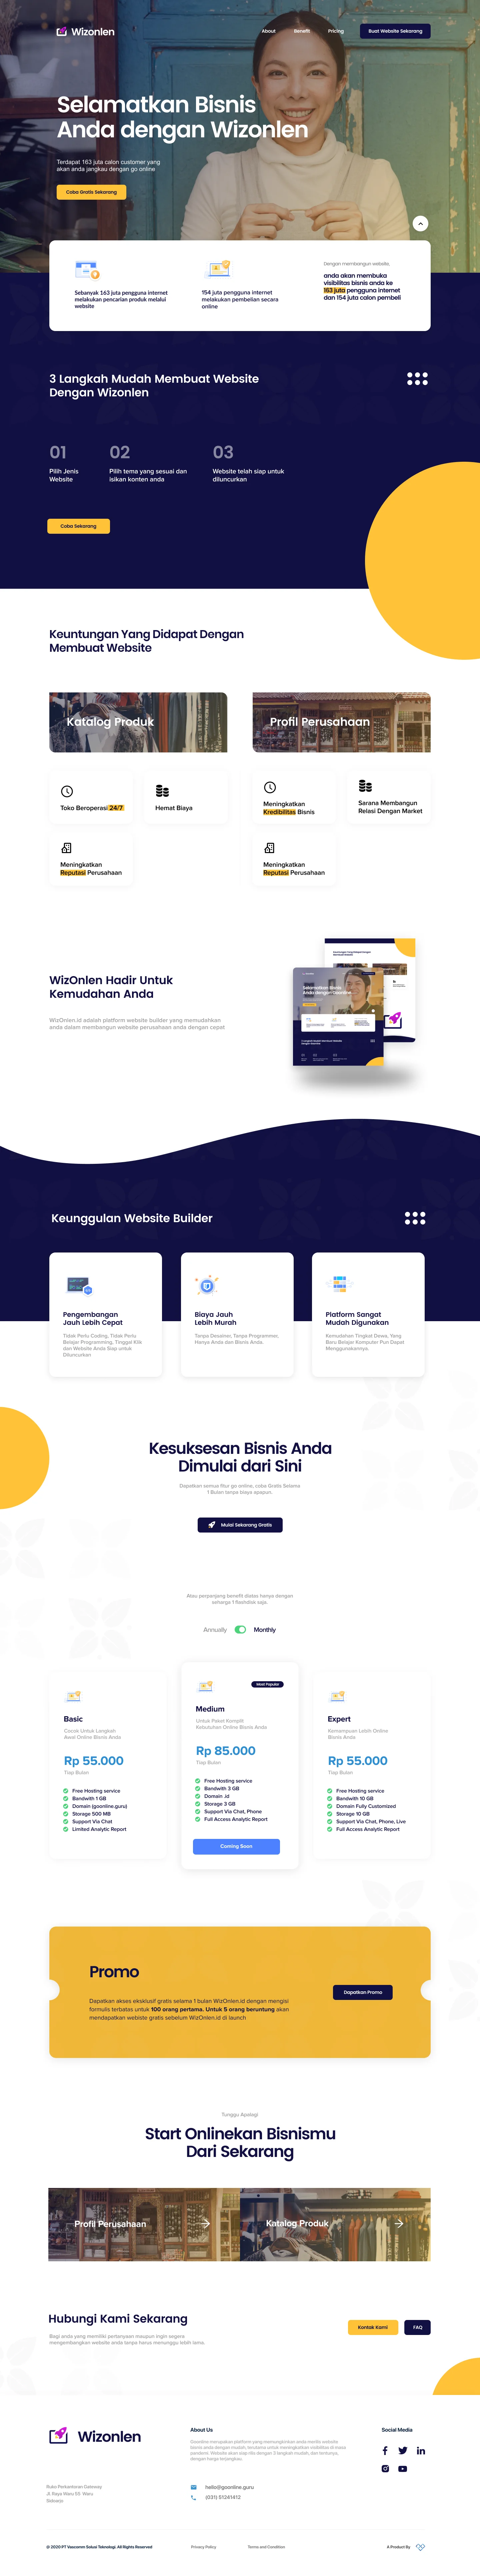 Wizonlen
About
Benefit
Pricing
Buat Website Sekarang
Selamatkan Bisnis
Anda dengan Wizonlen
Terdapat 163 juta calon customer yang
akan anda jangkau dengan go online
Coba Gratis Sekarang
Sebanyak 163 juta pengguna internet
melakukan pencarian produk melalui
website
154 juta pengguna internet
melakukan pembelian secara
online
Dengan membangun website,
anda akan membuka
visibilitas bisnis anda ke
163 juta pengguna internet
dan 154 juta calon pembeli
3 Langkah Mudah Membuat Website
Dengan Wizonlen
01
Pilih Jenis
Website
02
Pilih tema yang sesuai dan
isikan konten anda
03
Website telah siap untuk
diluncurkan
Coba Sekarang
Keuntungan Yang Didapat Dengan
Membuat Website
Katalog Produk
Profil Perusahaan
Toko Beroperasi 24/7
Hemat Biaya
Meningkatkan
Kredibilitas Bisnis
Sarana Membangun
Relasi Dengan Market
Meningkatkan
Reputasi Perusahaan
Meningkatkan
Reputasi Perusahaan
WizOnlen Hadir Untuk
Kemudahan Anda
WizOnlen.id adalah platform website builder yang memudahkan
anda dalam membangun website perusahaan anda dengan cepat
Keunggulan Website Builder
Pengembangan
Jauh Lebih Cepat
Tidak Perlu Coding, Tidak Perlu
Belajar Programming, Tinggal Klik
dan Website Anda Siap untuk
Diluncurkan
Biaya Jauh
Lebih Murah
Tanpa Desainer, Tanpa Programmer,
Hanya Anda dan Bisnis Anda.
Platform Sangat
Mudah Digunakan
Kemudahan Tingkat Dewa, Yang
Baru Belajar Komputer Pun Dapat
Menggunakannya.
Kesuksesan Bisnis Anda
Dimulai dari Sini
Dapatkan semua fitur go online, coba Gratis Selama
1 Bulan tanpa biaya apapun.
Mulai Sekarang Gratis
Atau perpanjang benefit diatas hanya dengan
seharga 1 flashdisk saja.
Annually
Monthly
Basic
Cocok Untuk Langkah
Awal Online Bisnis Anda
Rp 55.000
Tiap Bulan
Free Hosting service
Bandwith 1 GB
Domain (goonline.guru)
Storage 500 MB
Support Via Chat
Limited Analytic Report
Most Popular
Medium
Untuk Paket Komplit
Kebutuhan Online Bisnis Anda
Rp 85.000
Tiap Bulan
Free Hosting service
Bandwith 3 GB
Domain .id
Storage 3 GB
Support Via Chat, Phone
Full Access Analytic Report
Coming Soon
Expert
Kemampuan Lebih Online
Bisnis Anda
Rp 55.000
Tiap Bulan
Free Hosting service
Bandwith 10 GB
Domain Fully Customized
Storage 10 GB
Support Via Chat, Phone, Live
Full Access Analytic Report
Promo
Dapatkan akses eksklusif gratis selama 1 bulan WizOnlen.id dengan mengisi
formulis terbatas untuk 100 orang pertama. Untuk 5 orang beruntung akan
mendapatkan webiste gratis sebelum WizOnlen.id di launch
Dapatkan Promo
Tunggu Apalagi
Start Onlinekan Bisnismu
Dari Sekarang
Profil Perusahaan
Katalog Produk
Hubungi Kami Sekarang
Bagi anda yang memiliki pertanyaan maupun ingin segera
mengembangkan website anda tanpa harus menunggu lebih lama.
Kontak Kami
FAQ
Wizonlen
About Us
Goonline merupakan platform yang memungkinkan anda merilis website
bisnis anda dengan mudah, terutama untuk meningkatkan visibilitas di masa
pandemi. Website akan siap rilis dengan 3 langkah mudah, dan tentunya,
dengan harga terjangkau.
Social Media
Ruko Perkantoran Gateway
Jl. Raya Waru E9. Waru
Sidoarjo
hello@goonline.guru
(031) 51241412
© 2020 PT Vascomm Solusi Teknologi. All Rights Reserved
Privacy Policy
Terms and Condition
A Product By